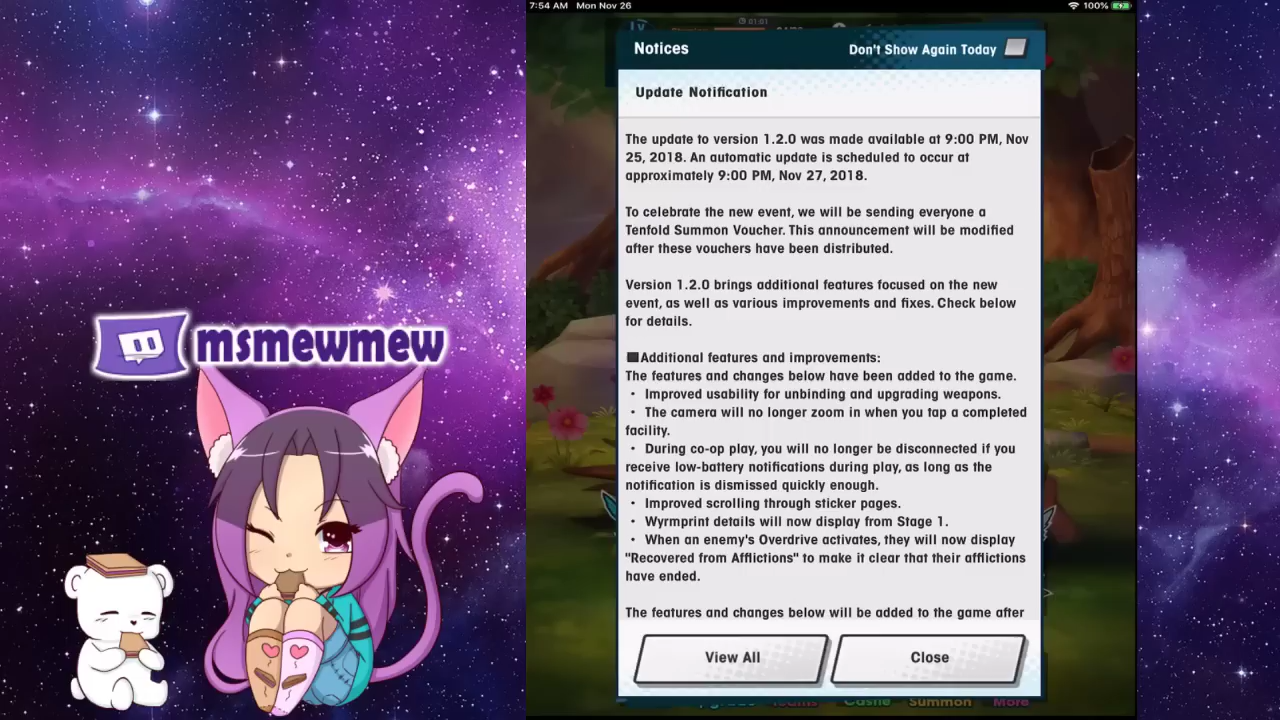 7:54 AM Mon Nov 26
100%
Lv
01:01
Notices
Don't Show Again Today
Update Notification
The update to version 1.2.0 was made available at 9:00 PM, Nov
25, 2018. An automatic update is scheduled to occur at
approximately 9:00 PM, Nov 27, 2018.
To celebrate the new event, we will be sending everyone a
Tenfold Summon Voucher. This announcement will be modified
after these vouchers have been distributed.
Version 1.2.0 brings additional features focused on the new
event, as well as various improvements and fixes. Check below
for details.
■Additional features and improvements:
The features and changes below have been added to the game.
・ Improved usability for unbinding and upgrading weapons.
・ The camera will no longer zoom in when you tap a completed
facility.
・ During co-op play, you will no longer be disconnected if you
receive low-battery notifications during play, as long as the
notification is dismissed quickly enough.
・ Improved scrolling through sticker pages.
・ Wyrmprint details will now display from Stage 1.
・ When an enemy's Overdrive activates, they will now display
"Recovered from Afflictions" to make it clear that their afflictions
have ended.
The features and changes below will be added to the game after
View All
Close
Teams Castle Summon More
msmewmew